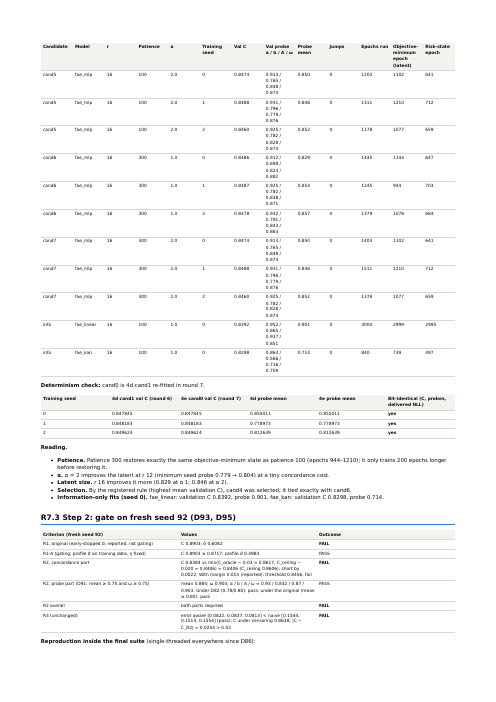 Candidate Model r Patience α Training seed Val C Val probe a / b / A / ω Probe mean Jumps Epochs run Objective-minimum epoch (latent) Risk-state epoch
cand5 fae_mlp 16 100 2.0 0 0.8474 0.913 / 0.765 / 0.848 / 0.874 0.850 0 1203 1102 641
cand5 fae_mlp 16 100 2.0 1 0.8488 0.931 / 0.796 / 0.779 / 0.876 0.846 0 1311 1210 712
cand5 fae_mlp 16 100 2.0 2 0.8460 0.925 / 0.782 / 0.828 / 0.874 0.852 0 1178 1077 659
cand6 fae_mlp 16 300 1.0 0 0.8486 0.912 / 0.698 / 0.824 / 0.882 0.829 0 1445 1144 647
cand6 fae_mlp 16 300 1.0 1 0.8487 0.925 / 0.782 / 0.838 / 0.871 0.854 0 1245 944 703
cand6 fae_mlp 16 300 1.0 2 0.8478 0.932 / 0.791 / 0.843 / 0.863 0.857 0 1379 1078 684
cand7 fae_mlp 16 300 2.0 0 0.8474 0.913 / 0.765 / 0.848 / 0.874 0.850 0 1403 1102 641
cand7 fae_mlp 16 300 2.0 1 0.8488 0.931 / 0.796 / 0.779 / 0.876 0.846 0 1511 1210 712
cand7 fae_mlp 16 300 2.0 2 0.8460 0.925 / 0.782 / 0.828 / 0.874 0.852 0 1378 1077 659
info fae_linear 16 100 1.0 0 0.8392 0.952 / 0.865 / 0.937 / 0.851 0.901 0 3000 2999 2995
info fae_kan 16 100 1.0 0 0.8298 0.864 / 0.566 / 0.716 / 0.709 0.714 0 840 739 497
Determinism check: cand0 is 4d cand1 re-fitted in round 7.
Training seed 4d cand1 val C (round 6) 4e cand0 val C (round 7) 4d probe mean 4e probe mean Bit-identical (C, probes, delivered NLL)
0 0.847845 0.847845 0.855011 0.855011 yes
1 0.848183 0.848183 0.778973 0.778973 yes
2 0.849624 0.849624 0.812639 0.812639 yes
Reading.
• Patience. Patience 300 restores exactly the same objective-minimum state as patience 100 (epochs 944–1210); it only trains 200 epochs longer
before restoring it.
• α. α = 2 improves the latent at r 12 (minimum seed probe 0.779 → 0.804) at a tiny concordance cost.
• Latent size. r 16 improves it more (0.829 at α 1; 0.846 at α 2).
• Selection. By the registered rule (highest mean validation C), cand4 was selected; it tied exactly with cand6.
• Information-only fits (seed 0). fae_linear: validation C 0.8392, probe 0.901. fae_kan: validation C 0.8298, probe 0.714.
R7.3 Step 2: gate on fresh seed 92 (D93, D95)
Criterion (fresh seed 92) Values Outcome
R1, original (early-stopped σ̂, reported, not gating) C 0.8903; σ̂ 0.6082 FAIL
R1-A (gating; profile σ̂ on training data, η fixed) C 0.8903 ≥ 0.8717; profile σ̂ 0.4983 PASS
R2, concordance part C 0.8384 vs min(C_oracle − 0.03 = 0.8617, C_ceiling −
0.020 = 0.8406) = 0.8406 (C_ceiling 0.8606); short by
0.0022. With margin 0.015 (reported): threshold 0.8456, fail FAIL
R2, probe part (D91: mean ≥ 0.75 and ω ≥ 0.75) mean 0.884; ω 0.903; a / b / A / ω = 0.93 / 0.832 / 0.87 /
0.903. Under D82 (0.78/0.80): pass; under the original (mean
≥ 0.80): pass PASS
R2 overall both parts required FAIL
R3 (unchanged) error aware [0.0822, 0.0837, 0.0813] < naive [0.1544,
0.1514, 0.1554] (pass); C under censoring 0.8638; |C −
C_R2| = 0.0254 > 0.02 FAIL
Reproduction inside the final suite (single-threaded everywhere since D86):